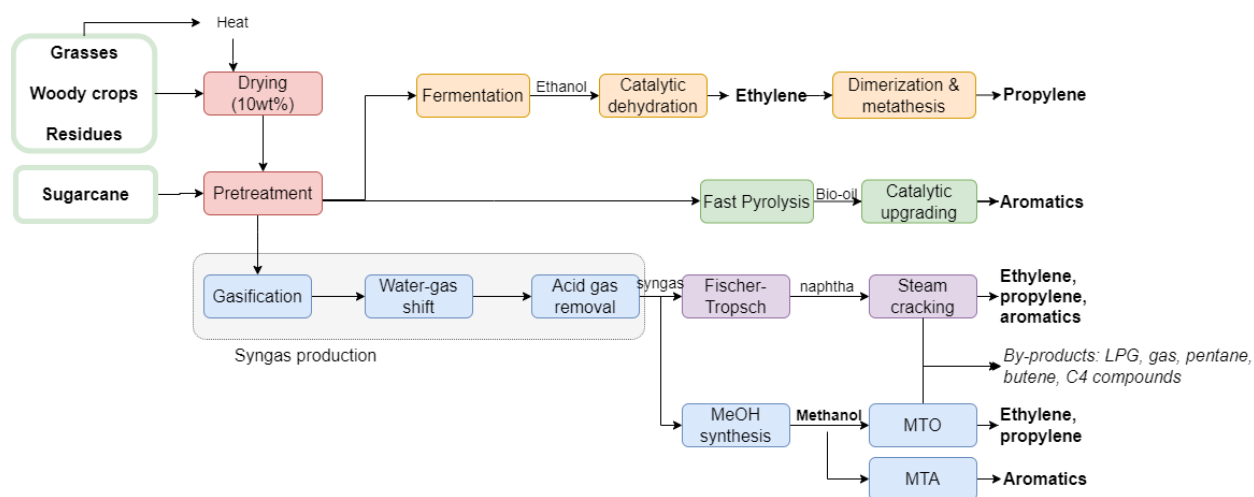 Heat
Grasses
Woody crops
Residues
Drying
(10wt%)
Fermentation
Ethanol
Catalytic
dehydration
Ethylene
Dimerization &
metathesis
Propylene
Sugarcane
Pretreatment
Fast Pyrolysis
Bio-oil
Catalytic
upgrading
Aromatics
Gasification
Water-gas
shift
Acid gas
removal
syngas
Fischer-
Tropsch
naphtha
Steam
cracking
Ethylene,
propylene,
aromatics
Syngas production
By-products: LPG, gas, pentane,
butene, C4 compounds
MeOH
synthesis
Methanol
MTO
Ethylene,
propylene
MTA
Aromatics